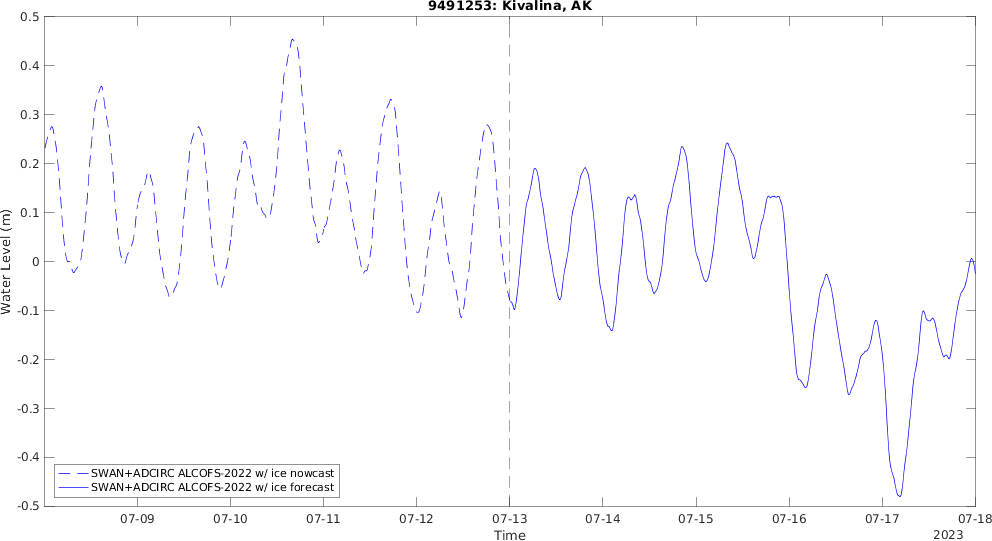 9491253: Kivalina, AK
0.5
0.4
0.3
0.2
0.1
0
-0.1
-0.2
-0.3
-0.4
-0.5
Water Level (m)
SWAN+ADCIRC ALCOFS-2022 w/ ice nowcast
SWAN+ADCIRC ALCOFS-2022 w/ ice forecast
07-09 07-10 07-11 07-12 07-13 07-14 07-15 07-16 07-17 07-18
Time
2023